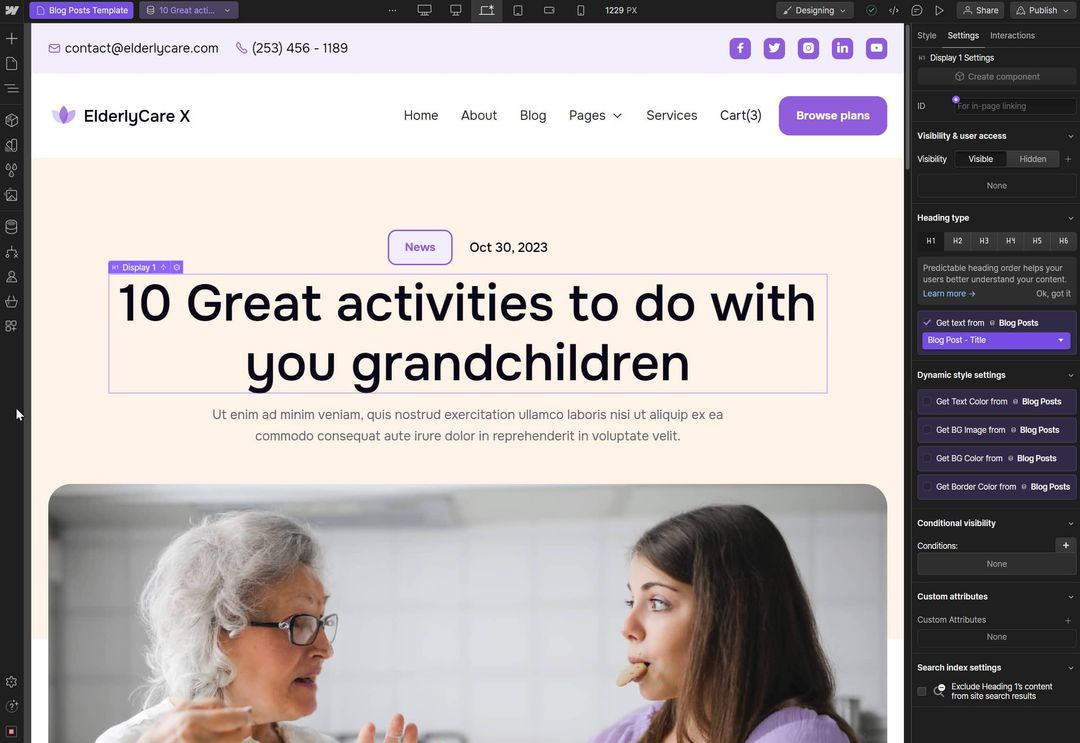 Blog Posts Template
10 Great acti...
1229 PX
Designing
Share
Publish
contact@elderlycare.com
(253) 456 - 1189
ElderlyCare X
Home
About
Blog
Pages
Services
Cart(3)
Browse plans
News
Oct 30, 2023
H1 Display 1
10 Great activities to do with
you grandchildren
Ut enim ad minim veniam, quis nostrud exercitation ullamco laboris nisi ut aliquip ex ea
commodo consequat aute irure dolor in reprehenderit in voluptate velit.
Style
Settings
Interactions
H1 Display 1 Settings
Create component
ID
For in-page linking
Visibility & user access
Visibility
Visible
Hidden
None
Heading type
H1
H2
H3
H4
H5
H6
Predictable heading order helps your
users better understand your content.
Learn more →
Ok, got it
Get text from Blog Posts
Blog Post - Title
Dynamic style settings
Get Text Color from Blog Posts
Get BG Image from Blog Posts
Get BG Color from Blog Posts
Get Border Color from Blog Posts
Conditional visibility
Conditions:
None
Custom attributes
Custom Attributes
None
Search index settings
Exclude Heading 1's content
from site search results